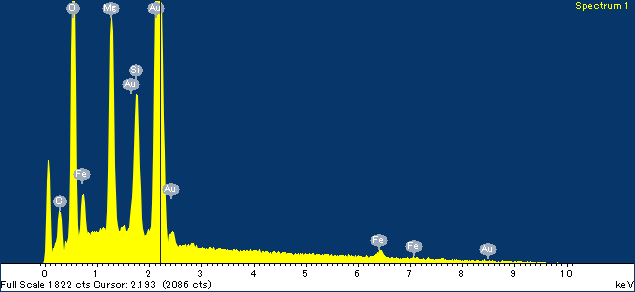 Spectrum 1
O Mg Au
Si
Au
Fe
Au
C
Fe Fe Au
0 1 2 3 4 5 6 7 8 9 10
Full Scale 1822 cts Cursor: 2.193 (2086 cts) keV